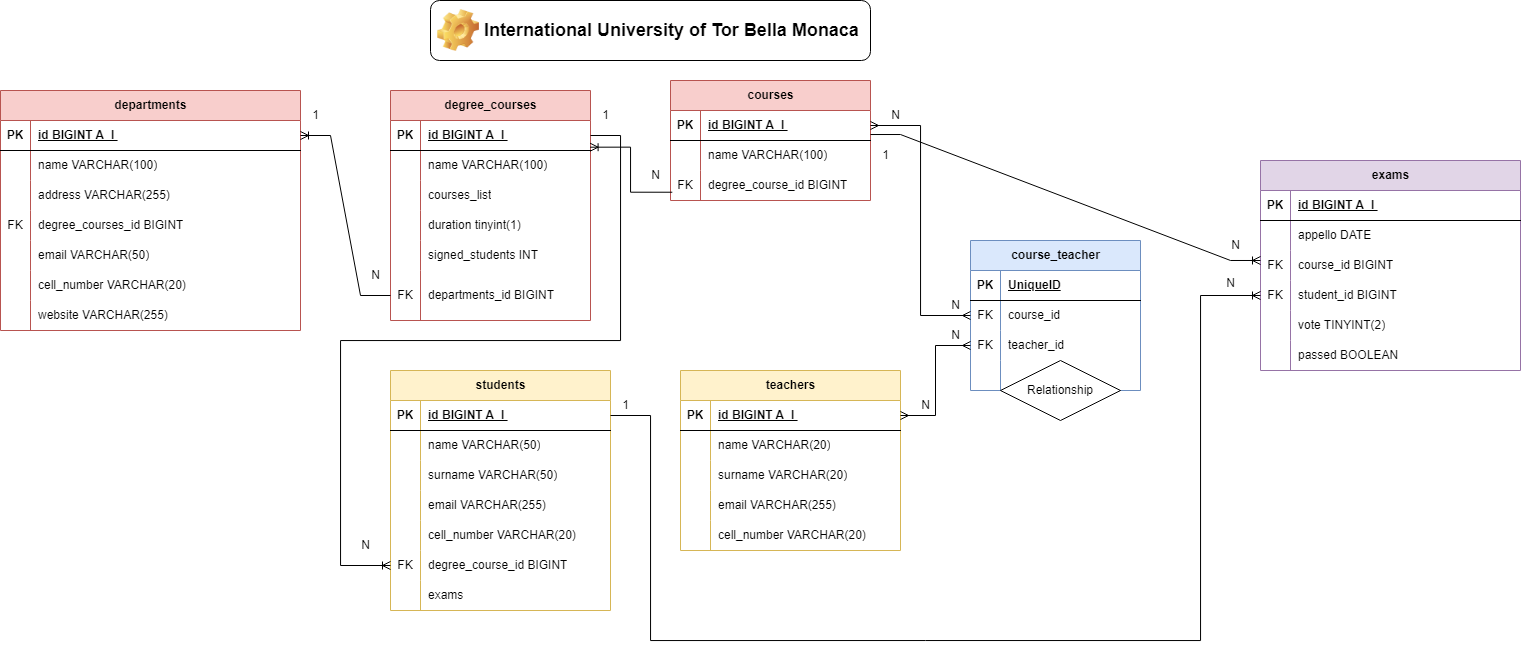 International University of Tor Bella Monaca
departments
PK id BIGINT A_I
name VARCHAR(100)
address VARCHAR(255)
FK degree_courses_id BIGINT
email VARCHAR(50)
cell_number VARCHAR(20)
website VARCHAR(255)
1
N
degree_courses
PK id BIGINT A_I
name VARCHAR(100)
courses_list
duration tinyint(1)
signed_students INT
FK departments_id BIGINT
1
N
courses
PK id BIGINT A_I
name VARCHAR(100)
FK degree_course_id BIGINT
N
1
course_teacher
PK UniqueID
N FK course_id
N FK teacher_id
Relationship
exams
PK id BIGINT A_I
appello DATE
N FK course_id BIGINT
N FK student_id BIGINT
vote TINYINT(2)
passed BOOLEAN
students
PK id BIGINT A_I
name VARCHAR(50)
surname VARCHAR(50)
email VARCHAR(255)
cell_number VARCHAR(20)
N FK degree_course_id BIGINT
exams
1
teachers
PK id BIGINT A_I
name VARCHAR(20)
surname VARCHAR(20)
email VARCHAR(255)
cell_number VARCHAR(20)
N